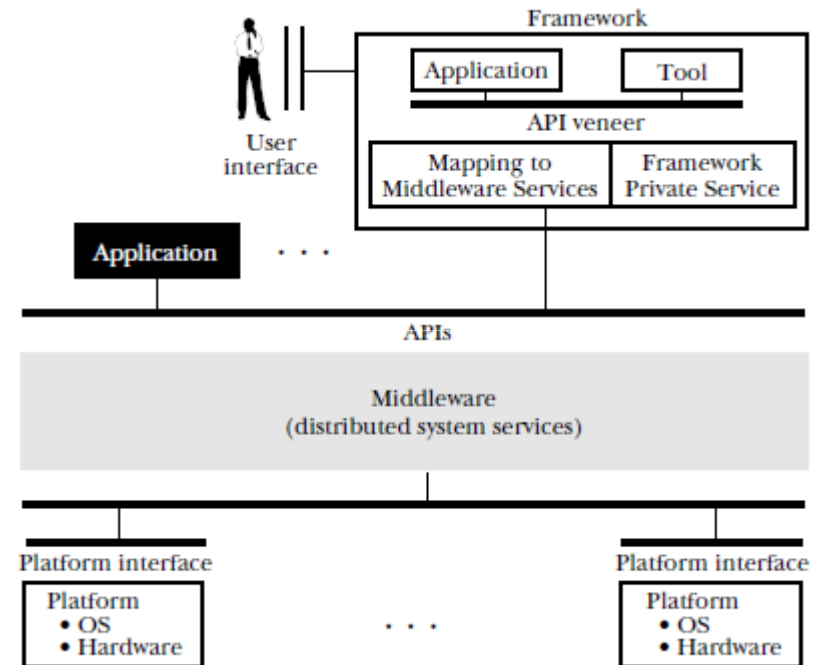 Framework
Application
Tool
API veneer
User
interface
Mapping to
Middleware Services
Framework
Private Service
Application
. . .
APIs
Middleware
(distributed system services)
Platform interface
Platform interface
Platform
• OS
• Hardware
. . .
Platform
• OS
• Hardware